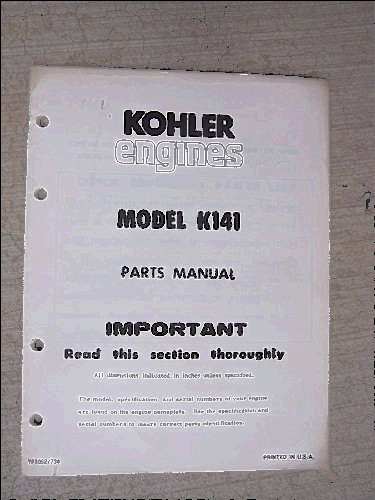 KOHLER
engines
MODEL K141
PARTS MANUAL
IMPORTANT
Read this section thoroughly
All dimensions indicated in inches unless specified.
The model, specification and serial numbers of your engine
are found on the engine nameplate. Use the specification and
serial numbers to insure correct parts identification.
PRINTED IN U.S.A.